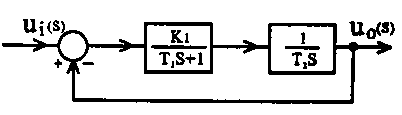 Ui(S)
K1
T1S+1
1
T2S
Uo(S)
+ −